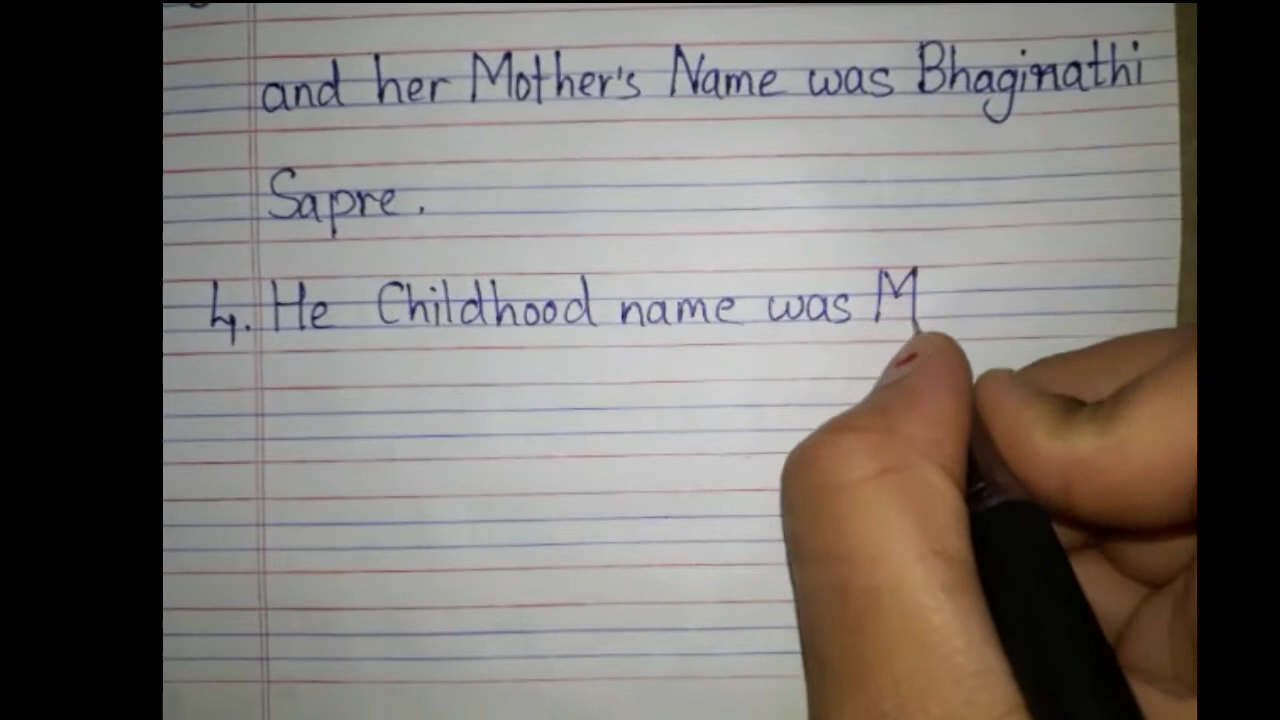 and her Mother's Name was Bhaginathi
Sapre.
4. He Childhood name was M